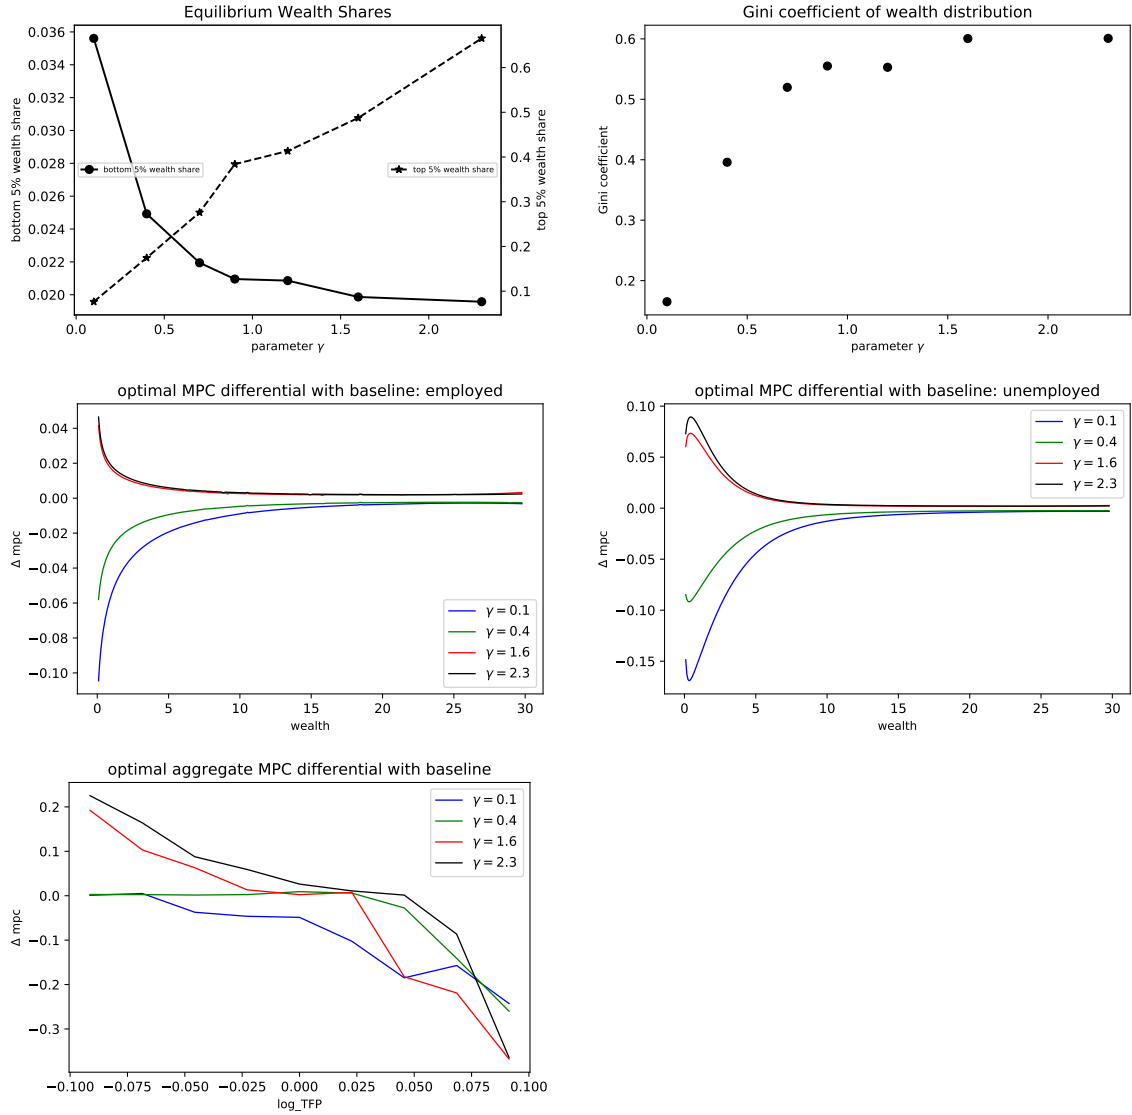 Equilibrium Wealth Shares
0.036
0.034
0.032
0.030
0.028
0.026
0.024
0.022
0.020
bottom 5% wealth share
bottom 5% wealth share
top 5% wealth share
0.6
0.5
0.4
0.3
0.2
0.1
top 5% wealth share
0.0 0.5 1.0 1.5 2.0
parameter γ
Gini coefficient of wealth distribution
0.6
0.5
0.4
0.3
0.2
Gini coefficient
0.0 0.5 1.0 1.5 2.0
parameter γ
optimal MPC differential with baseline: employed
0.04
0.02
0.00
−0.02
−0.04
−0.06
−0.08
−0.10
Δ mpc
γ = 0.1
γ = 0.4
γ = 1.6
γ = 2.3
0 5 10 15 20 25 30
wealth
optimal MPC differential with baseline: unemployed
0.10
0.05
0.00
−0.05
−0.10
−0.15
Δ mpc
γ = 0.1
γ = 0.4
γ = 1.6
γ = 2.3
0 5 10 15 20 25 30
wealth
optimal aggregate MPC differential with baseline
0.2
0.1
0.0
−0.1
−0.2
−0.3
Δ mpc
γ = 0.1
γ = 0.4
γ = 1.6
γ = 2.3
−0.100 −0.075 −0.050 −0.025 0.000 0.025 0.050 0.075 0.100
log_TFP